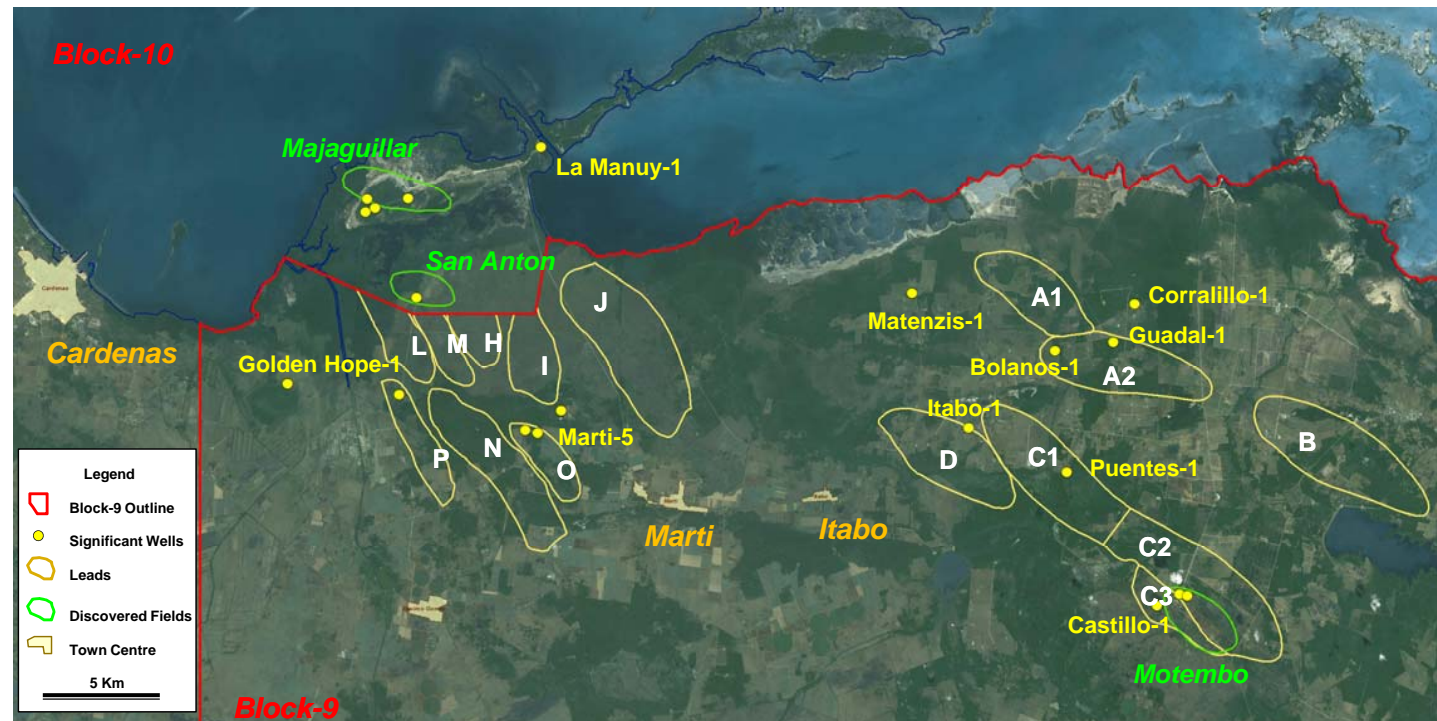 Block-10
Majaguillar
La Manuy-1
San Anton
J
A1
Corralillo-1
Matenzis-1
Cardenas
L
M
H
I
Guadal-1
Golden Hope-1
Bolanos-1
A2
Itabo-1
Marti-5
B
P
N
O
D
C1
Puentes-1
Marti
Itabo
C2
C3
Castillo-1
Motembo
Block-9
Legend
Block-9 Outline
Significant Wells
Leads
Discovered Fields
Town Centre
5 Km
Cardenas